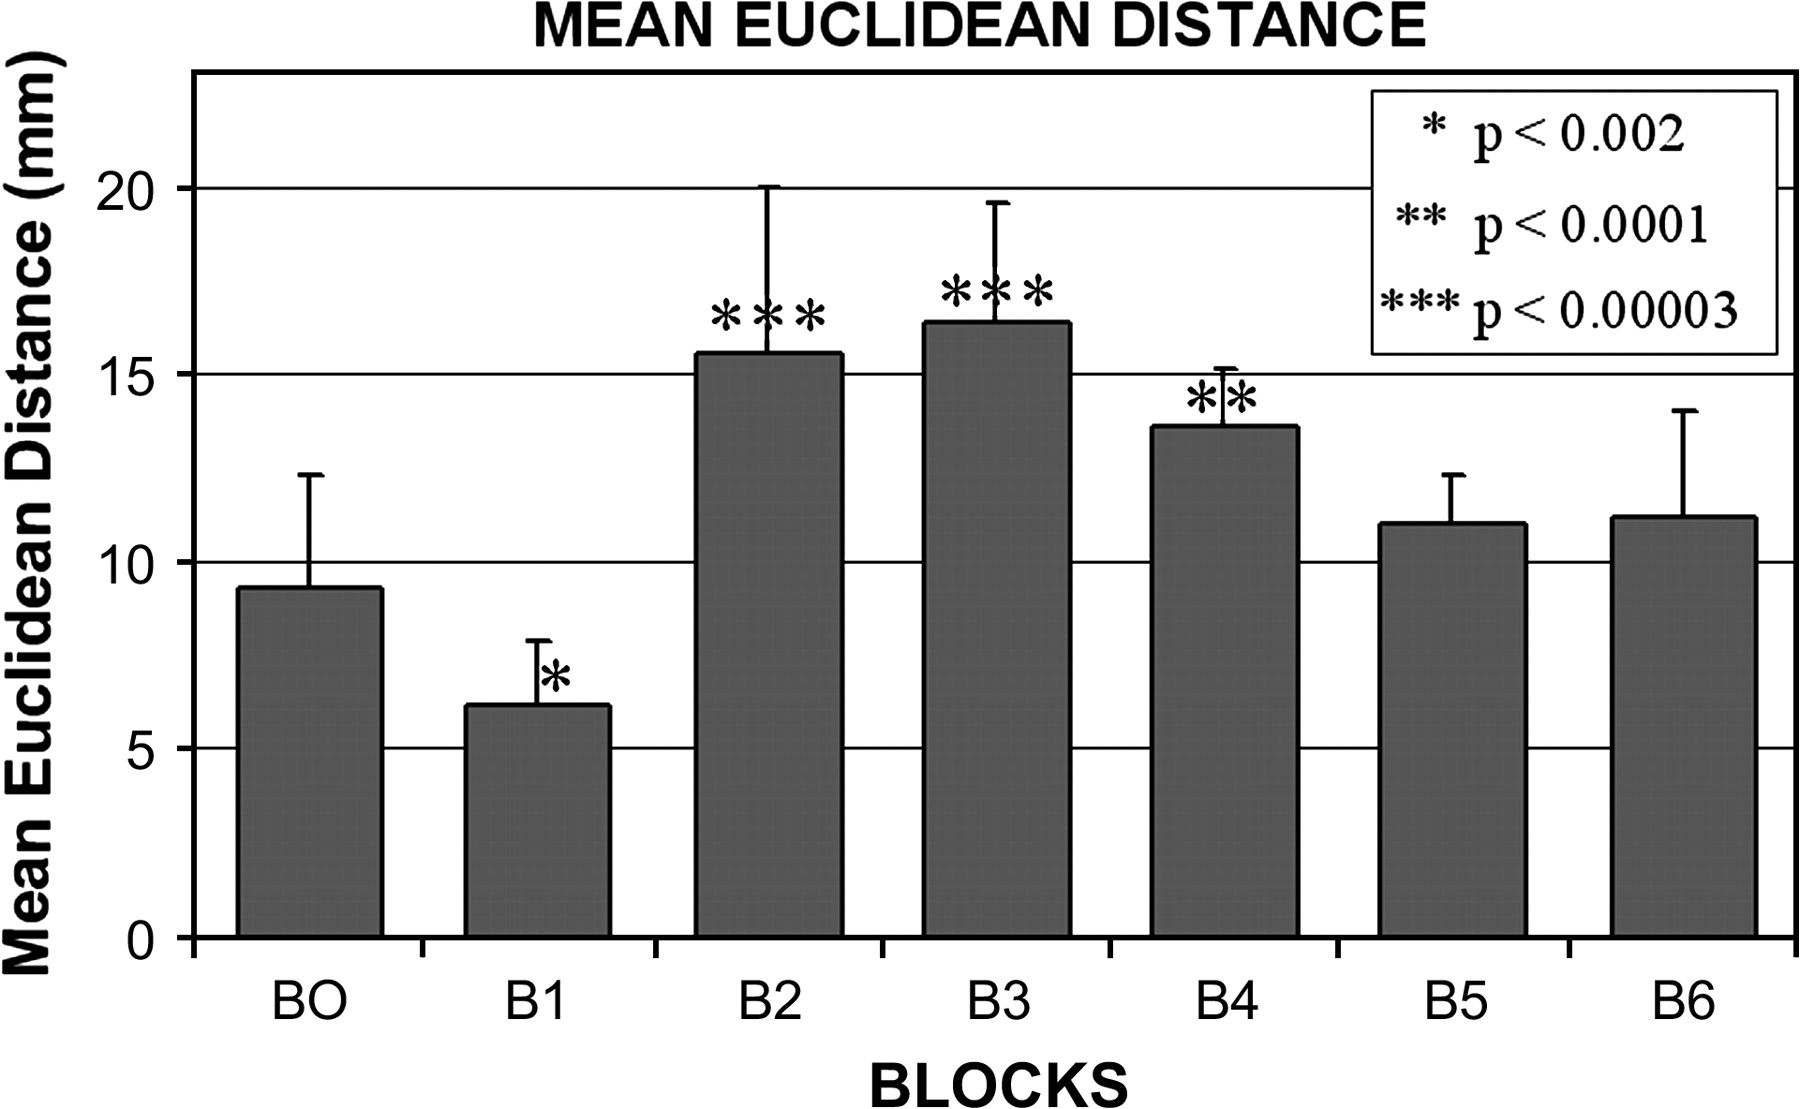 MEAN EUCLIDEAN DISTANCE
Mean Euclidean Distance (mm)
* p < 0.002
** p < 0.0001
*** p < 0.00003
20
15
10
5
0
***
***
**
*
BO B1 B2 B3 B4 B5 B6
BLOCKS